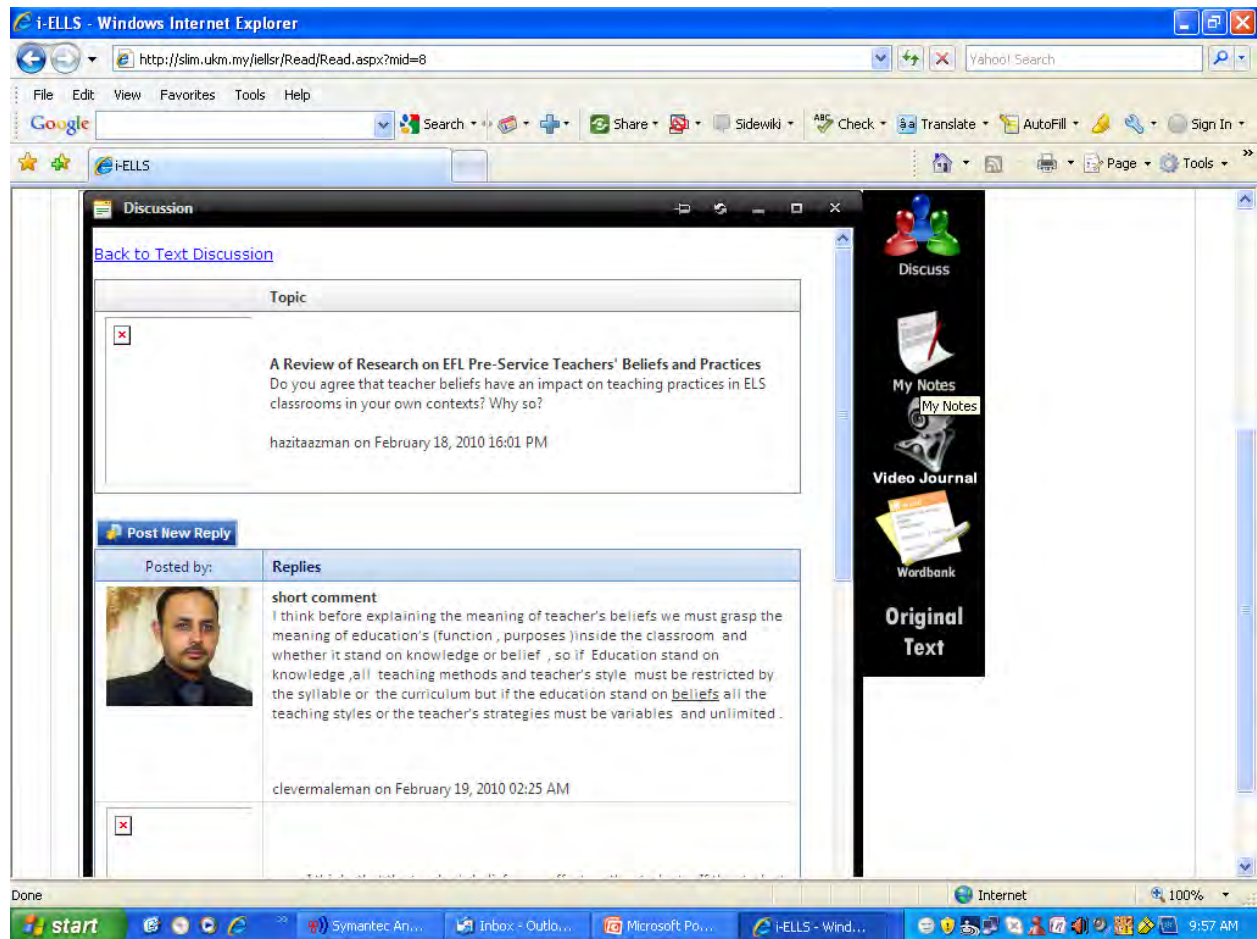 i-ELLS - Windows Internet Explorer
http://slim.ukm.my/iellsr/Read/Read.aspx?mid=8
Yahoo! Search
File Edit View Favorites Tools Help
Google Search Share Sidewiki ABC Check Translate AutoFill Sign In
i-ELLS Page Tools
Discussion
Back to Text Discussion
Topic
A Review of Research on EFL Pre-Service Teachers' Beliefs and Practices
Do you agree that teacher beliefs have an impact on teaching practices in ELS
classrooms in your own contexts? Why so?
hazitaazman on February 18, 2010 16:01 PM
Post New Reply
Posted by: Replies
short comment
I think before explaining the meaning of teacher's beliefs we must grasp the
meaning of education's (function , purposes )inside the classroom and
whether it stand on knowledge or belief , so if Education stand on
knowledge ,all teaching methods and teacher's style must be restricted by
the syllable or the curriculum but if the education stand on beliefs all the
teaching styles or the teacher's strategies must be variables and unlimited .
clevermaleman on February 19, 2010 02:25 AM
Discuss
My Notes
My Notes
Video Journal
Wordbank
Original
Text
Done Internet 100%
start Symantec An... Inbox - Outlo... Microsoft Po... i-ELLS - Wind... 9:57 AM